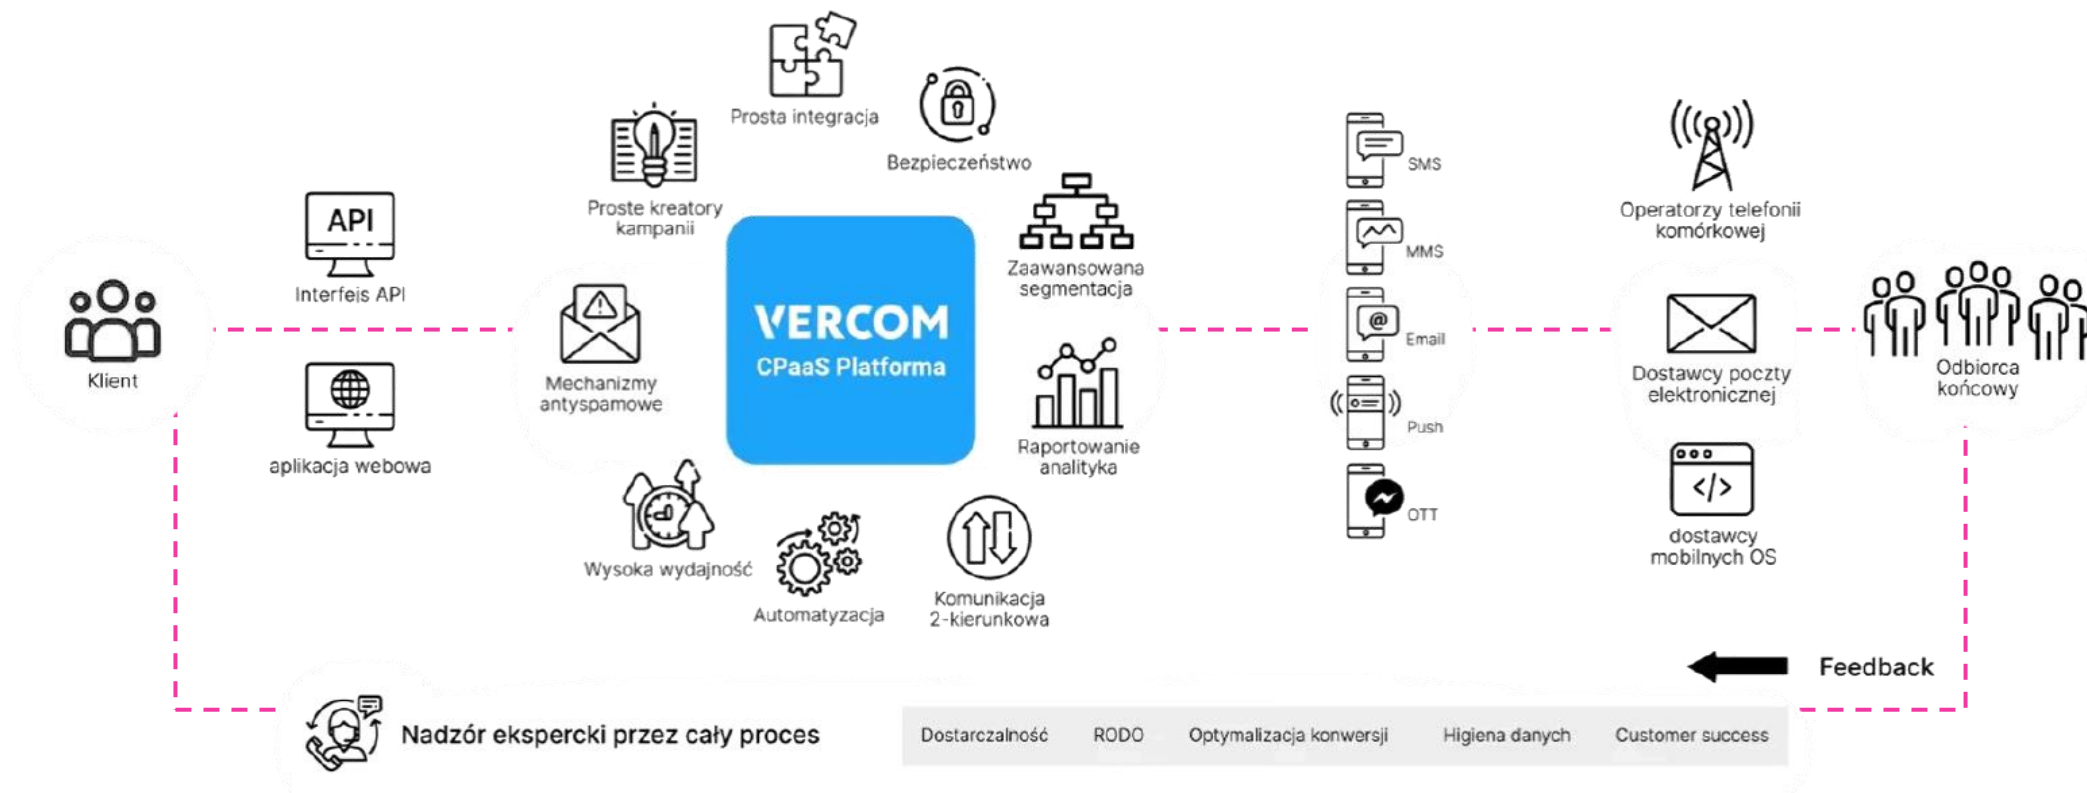 Klient
API
Interfejs API
aplikacja webowa
Prosta integracja
Bezpieczeństwo
Proste kreatory
kampanii
Zaawansowana
segmentacja
Mechanizmy
antyspamowe
VERCOM
CPaaS Platforma
Raportowanie
analityka
Wysoka wydajność
Automatyzacja
Komunikacja
2-kierunkowa
SMS
MMS
@
Email
Push
OTT
Operatorzy telefonii
komórkowej
Dostawcy poczty
elektronicznej
</>
dostawcy
mobilnych OS
Odbiorca
końcowy
Feedback
Nadzór ekspercki przez cały proces
Dostarczalność RODO Optymalizacja konwersji Higiena danych Customer success